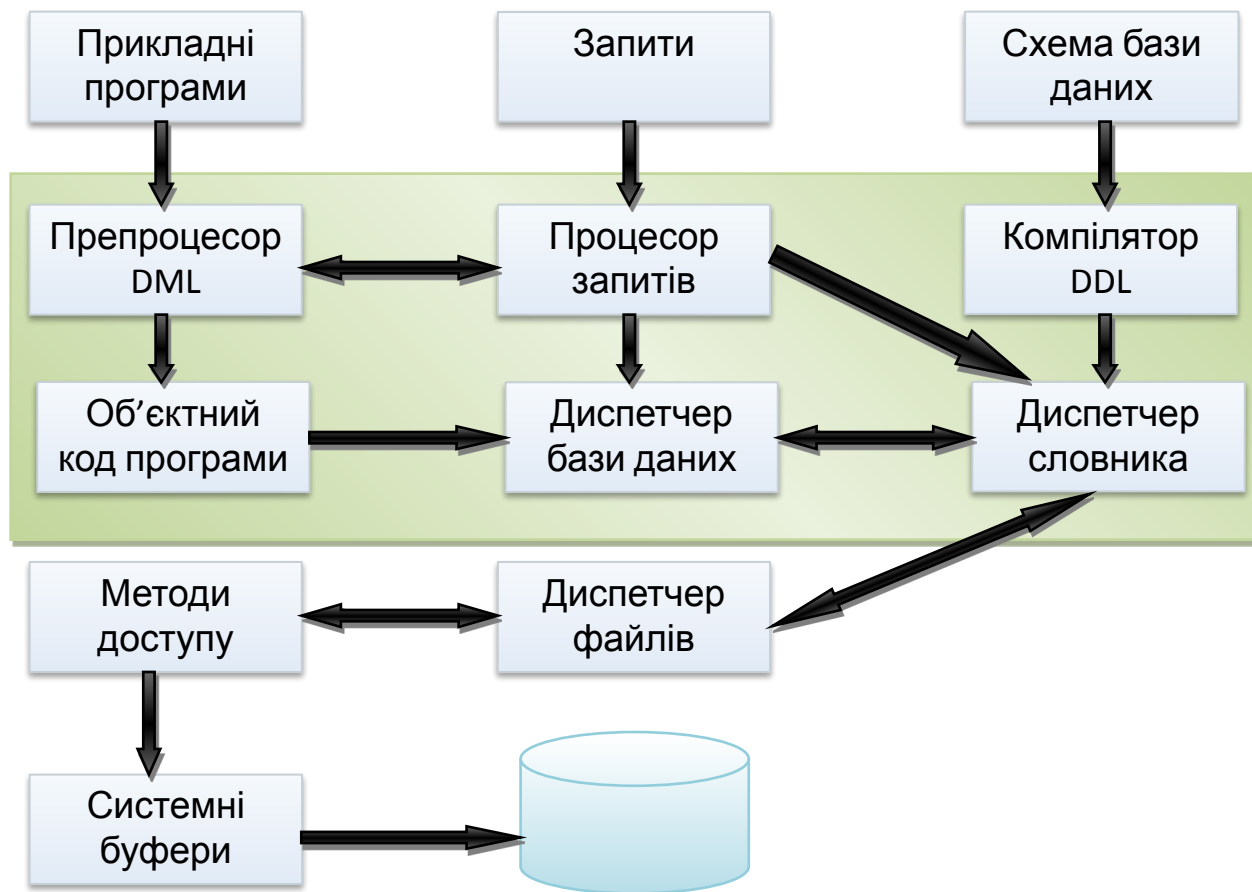 Прикладні
програми
Запити
Схема бази
даних
Препроцесор
DML
Процесор
запитів
Компілятор
DDL
Об’єктний
код програми
Диспетчер
бази даних
Диспетчер
словника
Методи
доступу
Диспетчер
файлів
Системні
буфери